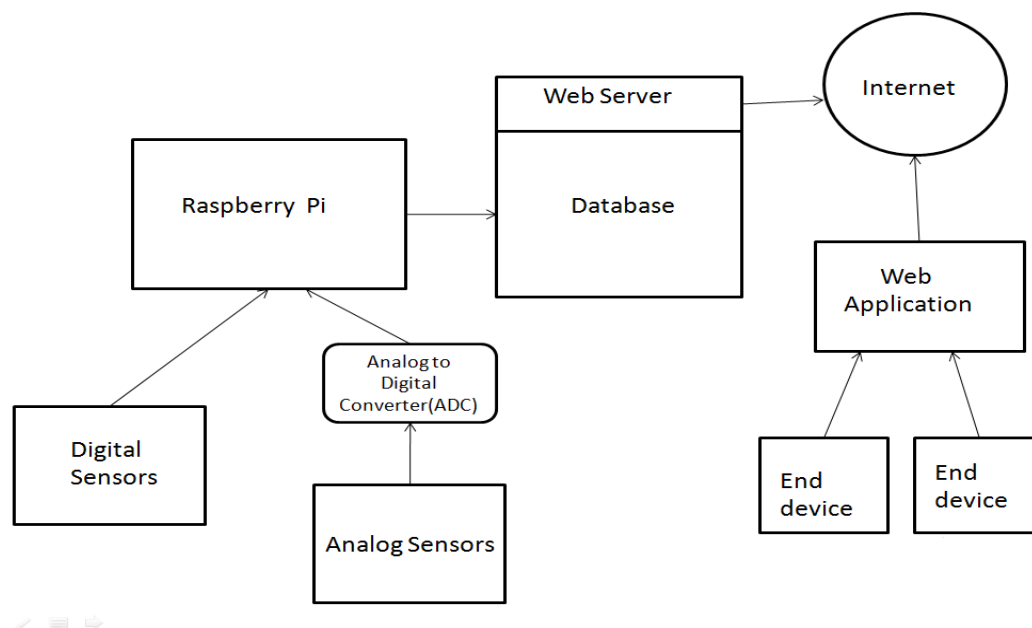 Web Server
Internet
Raspberry Pi
Database
Web
Application
Analog to
Digital
Converter(ADC)
Digital
Sensors
Analog Sensors
End
device
End
device